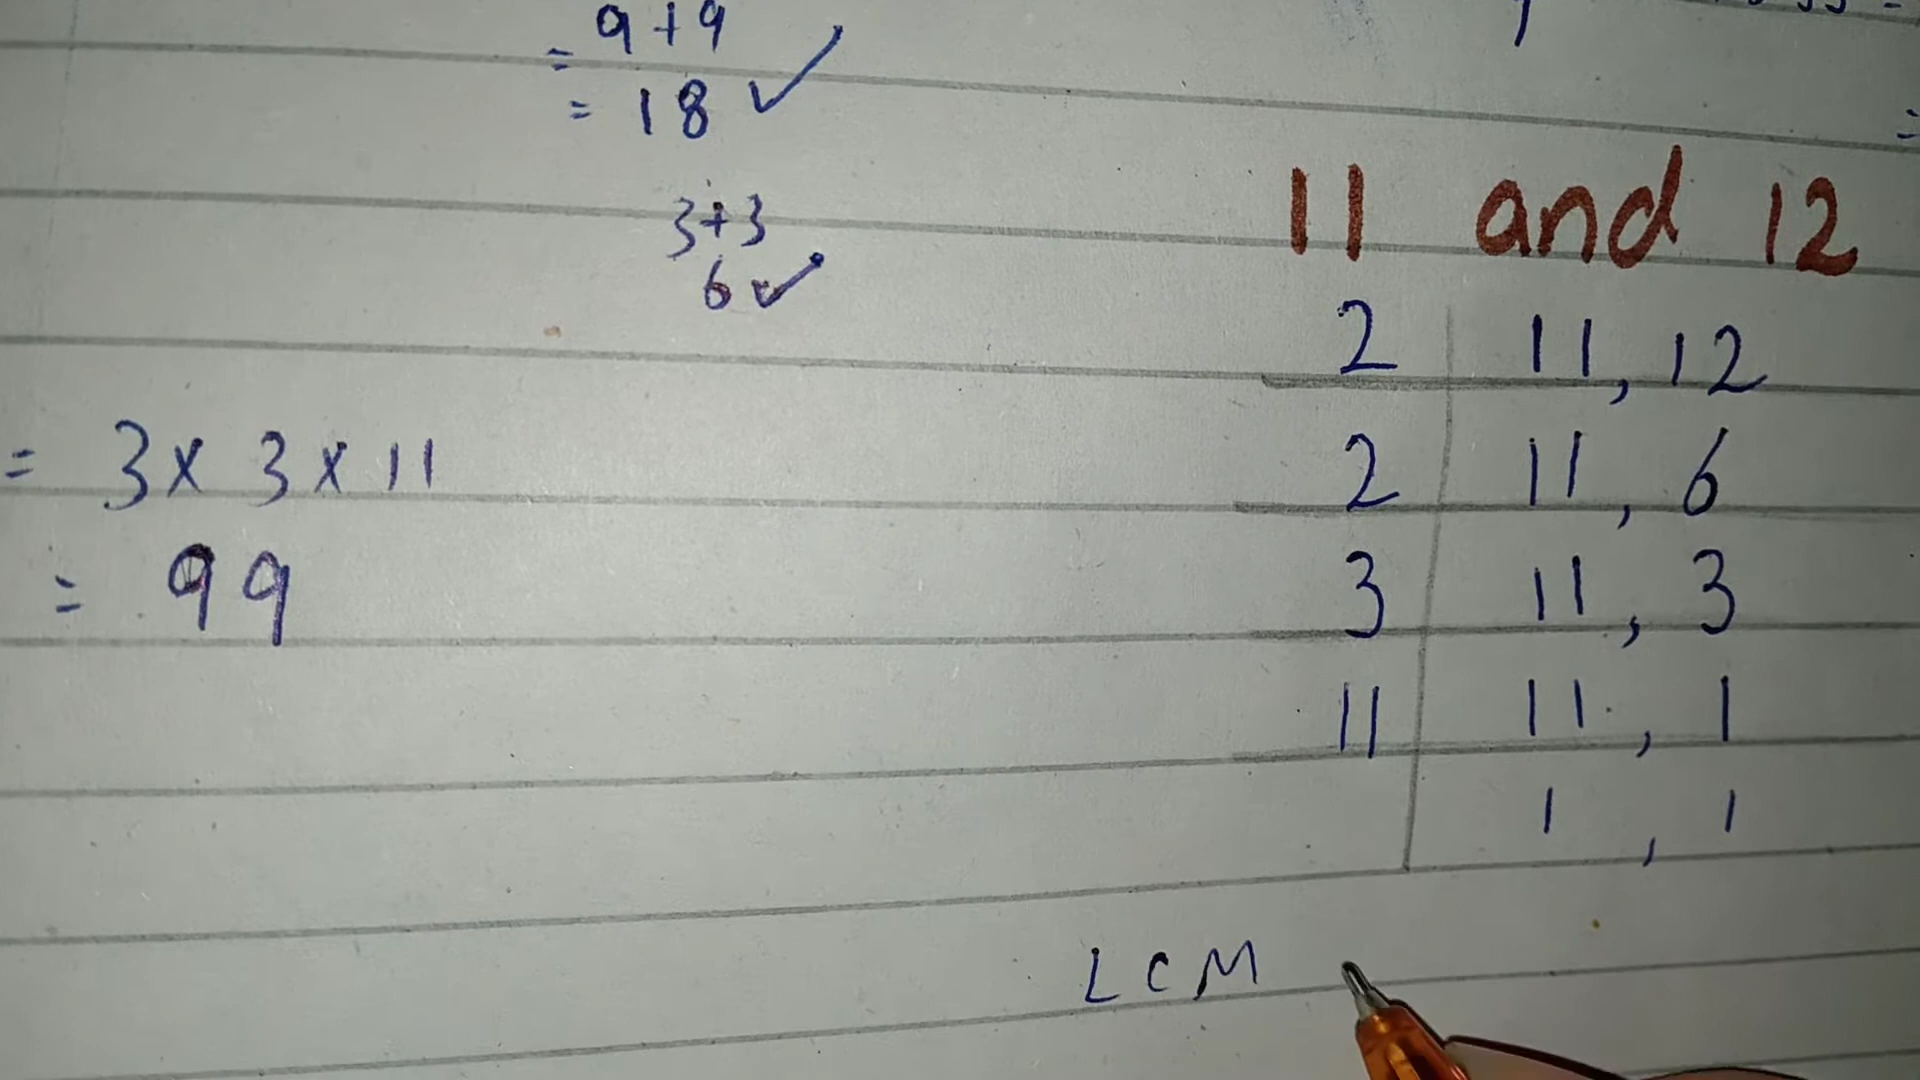 = 9+9
= 18 ✓
3+3
6 ✓
= 3 x 3 x 11
= 99
11 and 12
2 | 11, 12
2 | 11, 6
3 | 11, 3
11 | 11, 1
1, 1
LCM